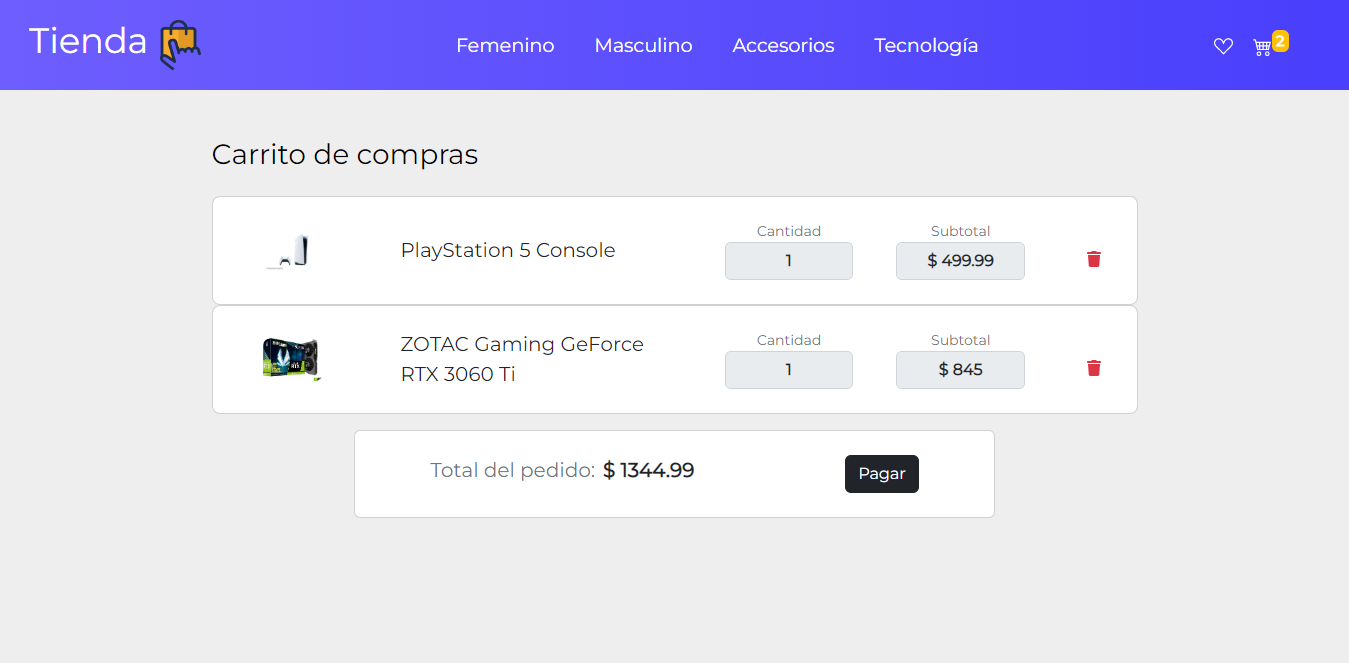 Tienda
Femenino Masculino Accesorios Tecnología
2
Carrito de compras
PlayStation 5 Console
Cantidad
1
Subtotal
$ 499.99
ZOTAC Gaming GeForce
RTX 3060 Ti
Cantidad
1
Subtotal
$ 845
Total del pedido: $ 1344.99
Pagar